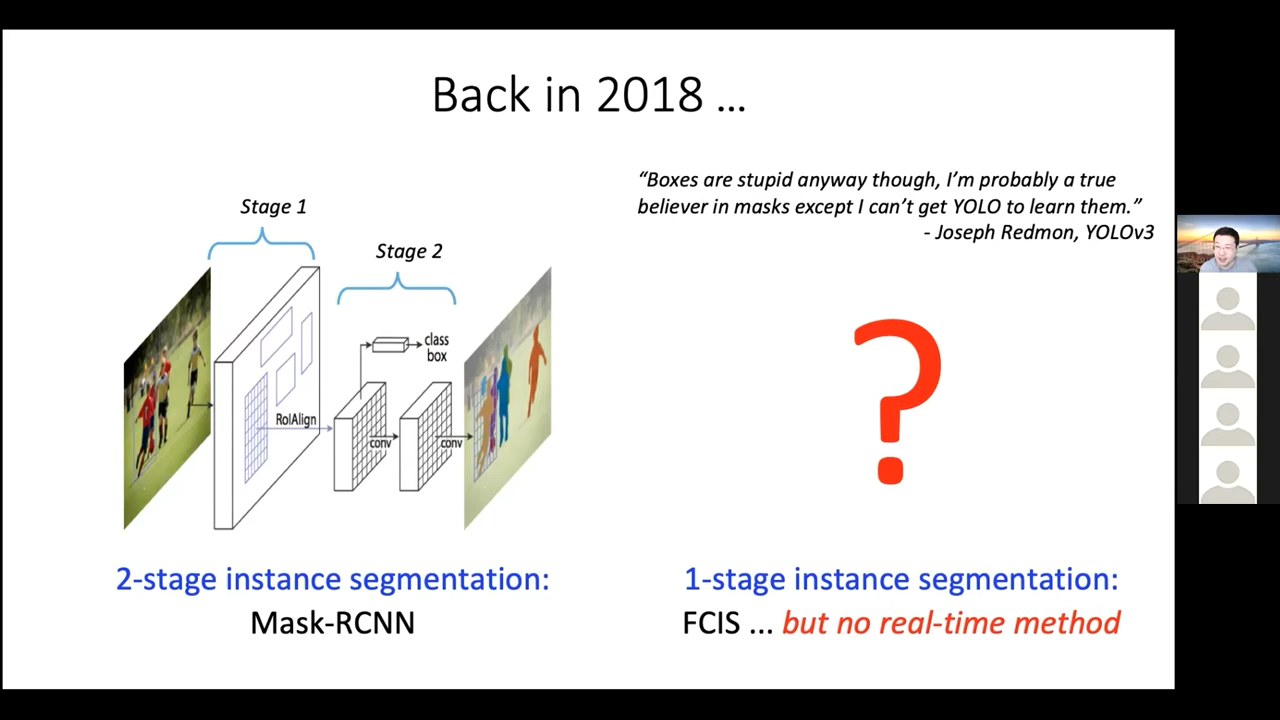 Back in 2018 ...
“Boxes are stupid anyway though, I’m probably a true
believer in masks except I can’t get YOLO to learn them.”
- Joseph Redmon, YOLOv3
Stage 1
Stage 2
class
box
RoIAlign
conv
conv
2-stage instance segmentation:
Mask-RCNN
?
1-stage instance segmentation:
FCIS ... but no real-time method